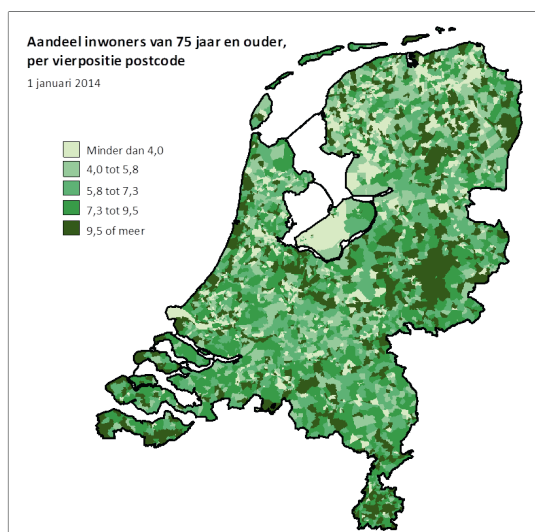 Aandeel inwoners van 75 jaar en ouder,
per vierpositie postcode
1 januari 2014
Minder dan 4,0
4,0 tot 5,8
5,8 tot 7,3
7,3 tot 9,5
9,5 of meer